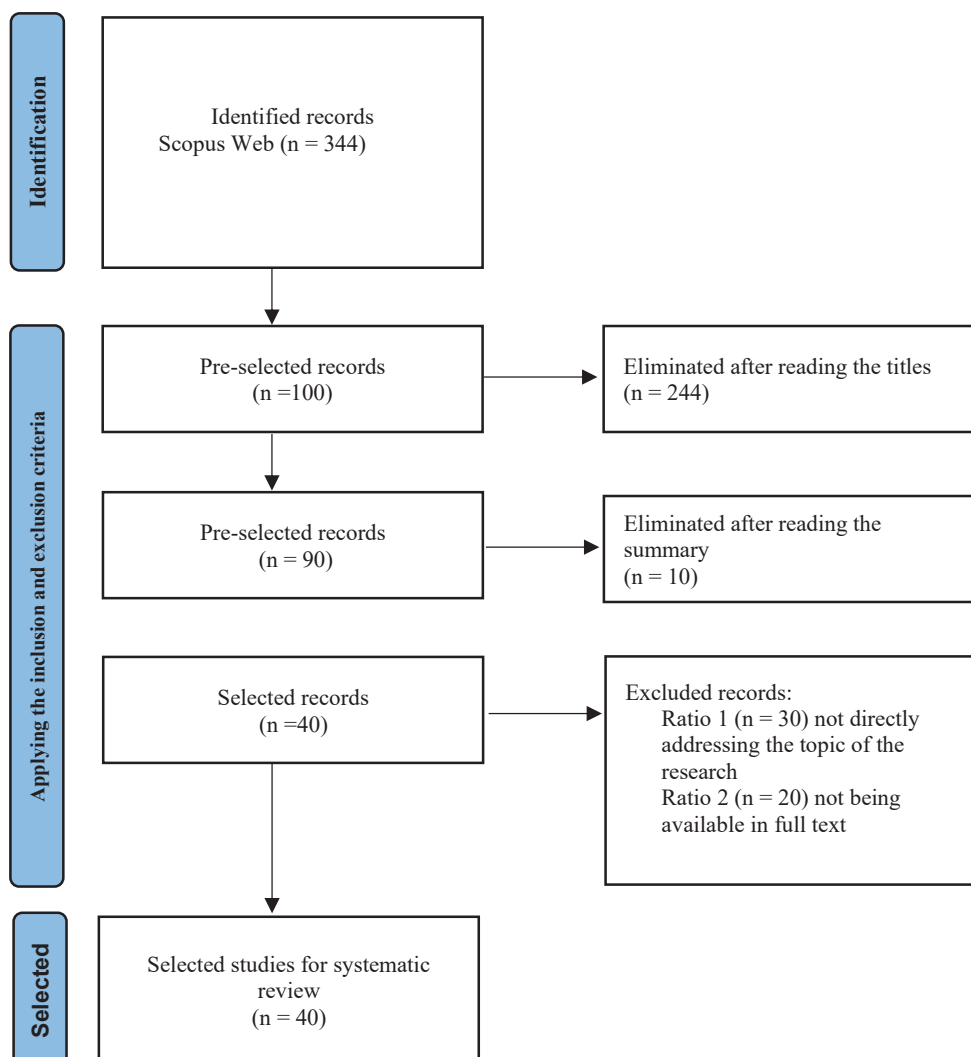 Identification
Identified records
Scopus Web (n = 344)
Applying the inclusion and exclusion criteria
Pre-selected records
(n =100)
Eliminated after reading the titles
(n = 244)
Pre-selected records
(n = 90)
Eliminated after reading the
summary
(n = 10)
Selected records
(n =40)
Excluded records:
Ratio 1 (n = 30) not directly
addressing the topic of the
research
Ratio 2 (n = 20) not being
available in full text
Selected
Selected studies for systematic
review
(n = 40)